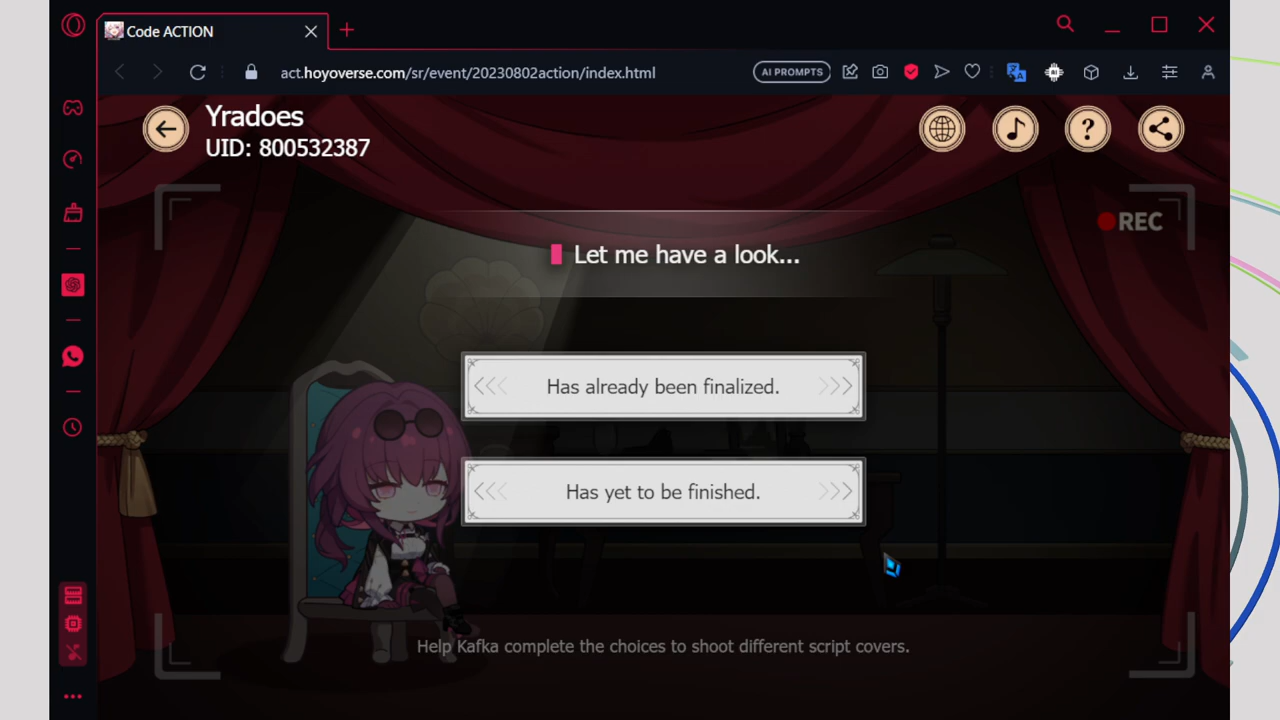 Code ACTION
act.hoyoverse.com/sr/event/20230802action/index.html
AI PROMPTS
Yradoes
UID: 800532387
REC
Let me have a look...
Has already been finalized.
Has yet to be finished.
Help Kafka complete the choices to shoot different script covers.